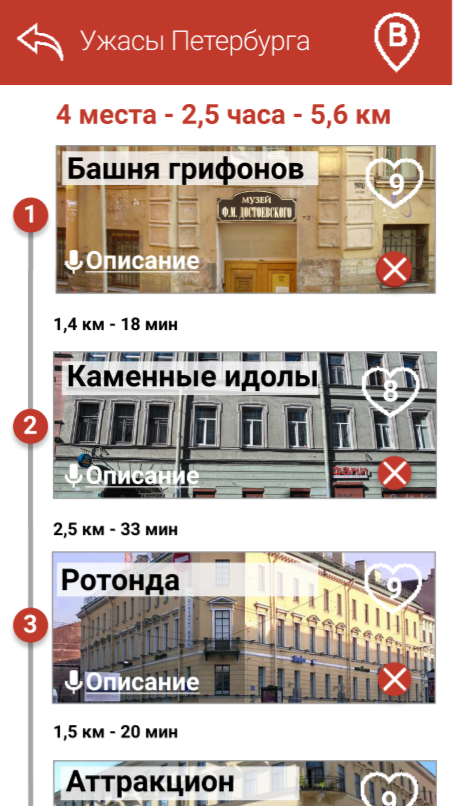 Ужасы Петербурга
B
4 места - 2,5 часа - 5,6 км
Башня грифонов
9
1
МУЗЕЙ
Ф.М. ДОСТОЕВСКОГО
Описание
1,4 км - 18 мин
Каменные идолы
8
2
Описание
2,5 км - 33 мин
Ротонда
9
3
Описание
1,5 км - 20 мин
Аттракцион
9